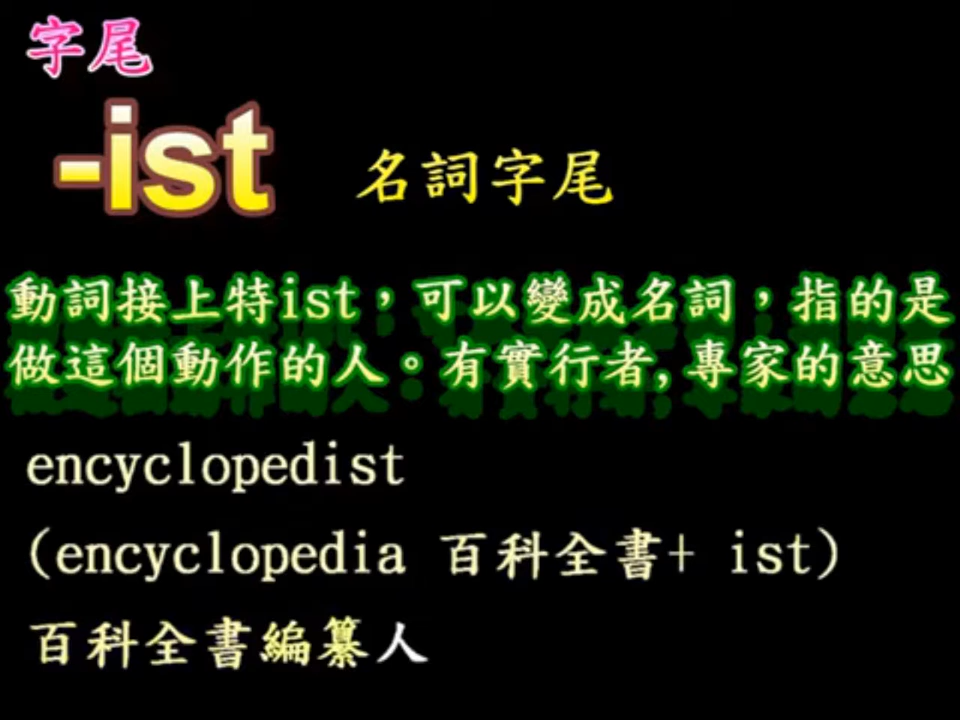 字尾
-ist 名詞字尾
動詞接上特ist，可以變成名詞，指的是
做這個動作的人。有實行者,專家的意思
encyclopedist
(encyclopedia 百科全書+ ist)
百科全書編纂人